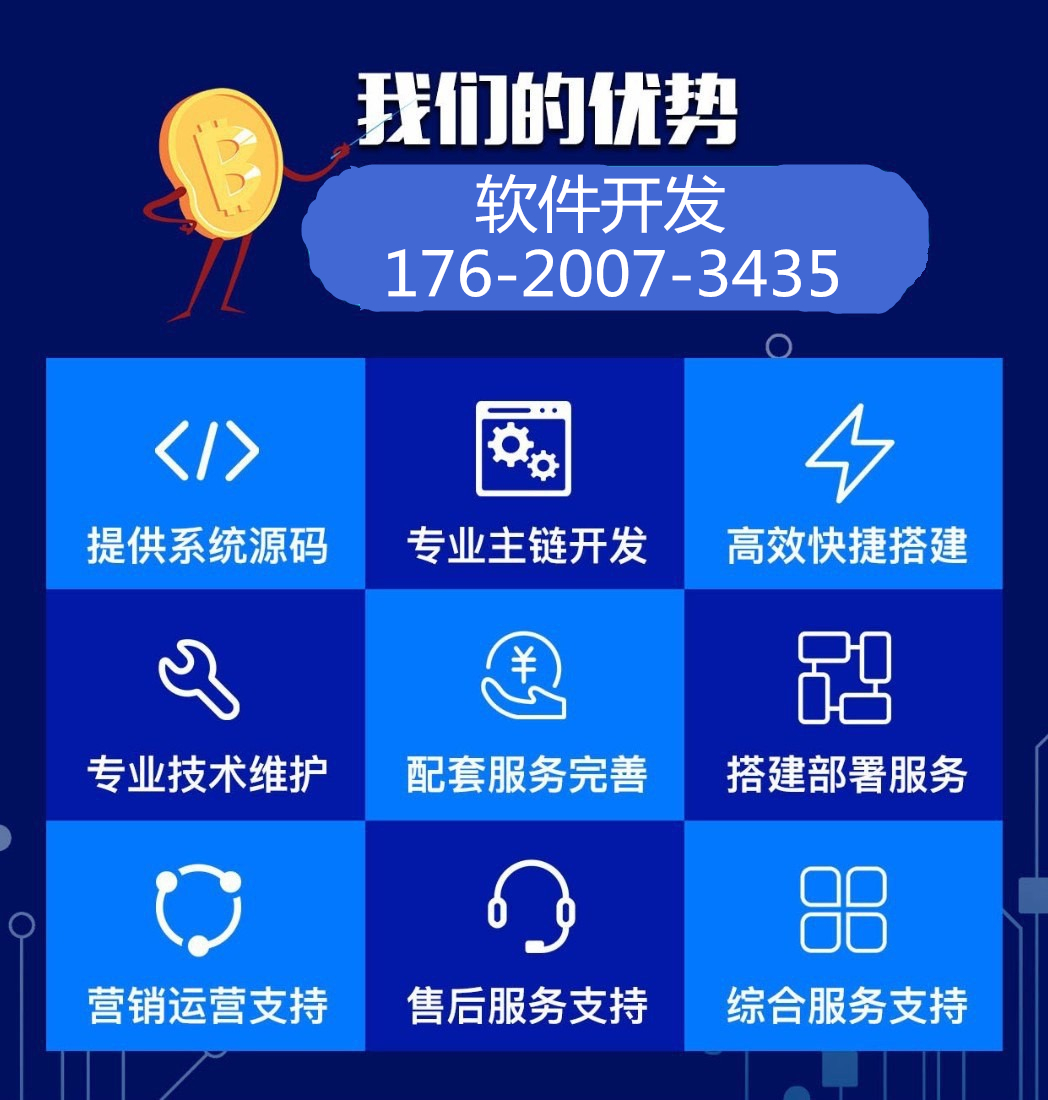 我们的优势
软件开发
176-2007-3435
提供系统源码
专业主链开发
高效快捷搭建
专业技术维护
配套服务完善
搭建部署服务
营销运营支持
售后服务支持
综合服务支持